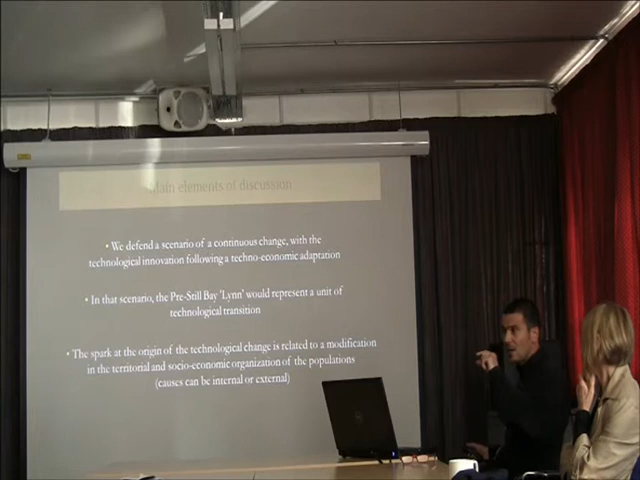 Main elements of discussion
• We defend a scenario of a continuous change, with the
technological innovation following a techno-economic adaptation
• In that scenario, the Pre-Still Bay 'Lynn' would represent a unit of
technological transition
• The spark at the origin of the technological change is related to a modification
in the territorial and socio-economic organization of the populations
(causes can be internal or external)